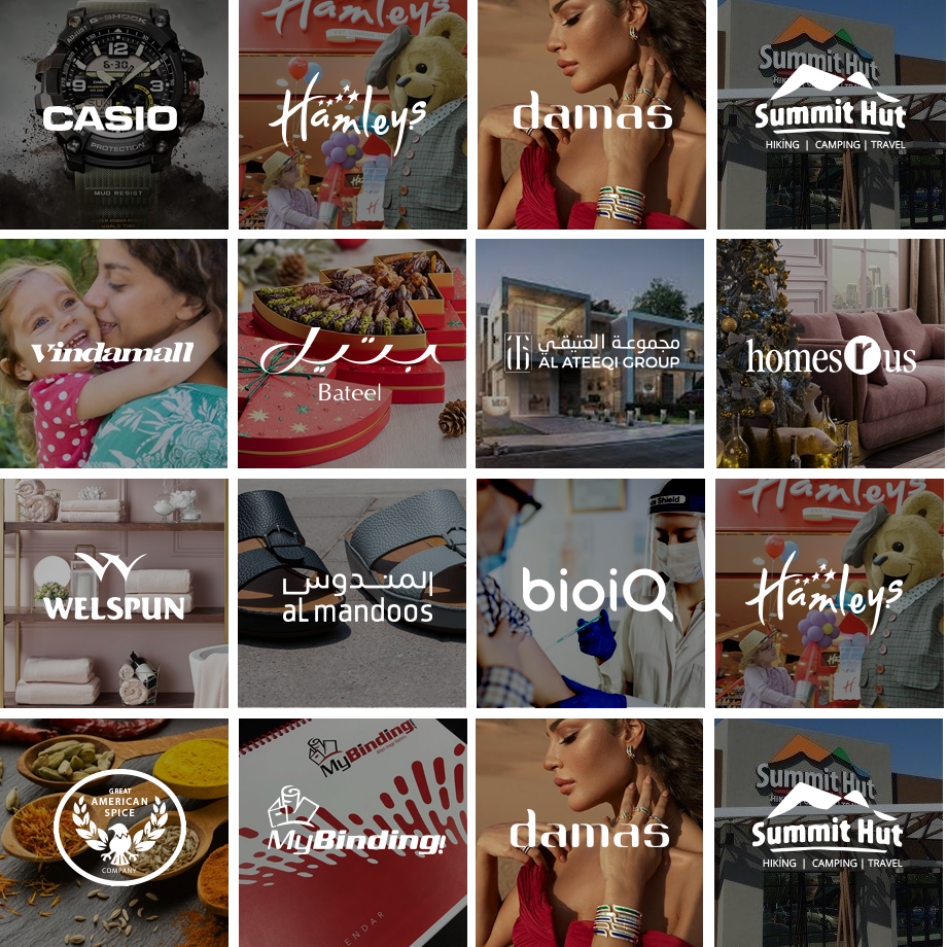 G-SHOCK
12
6-30
CASIO
PROTECTION
MUD RESIST
Hamleys
Hamleys
damas
Summit Hut
Summit Hut
HIKING | CAMPING | TRAVEL
Vindamall
بتيل
Bateel
مجموعة العتيقي
AL ATEEQI GROUP
homes r us
WELSPUN
المندوس
al mandoos
Shield
bioiQ
Hamleys
Hamleys
GREAT
AMERICAN
SPICE
COMPANY
MyBinding!
MyBinding!
ENDAR
damas
Summit Hut
Summit Hut
HIKING | CAMPING | TRAVEL